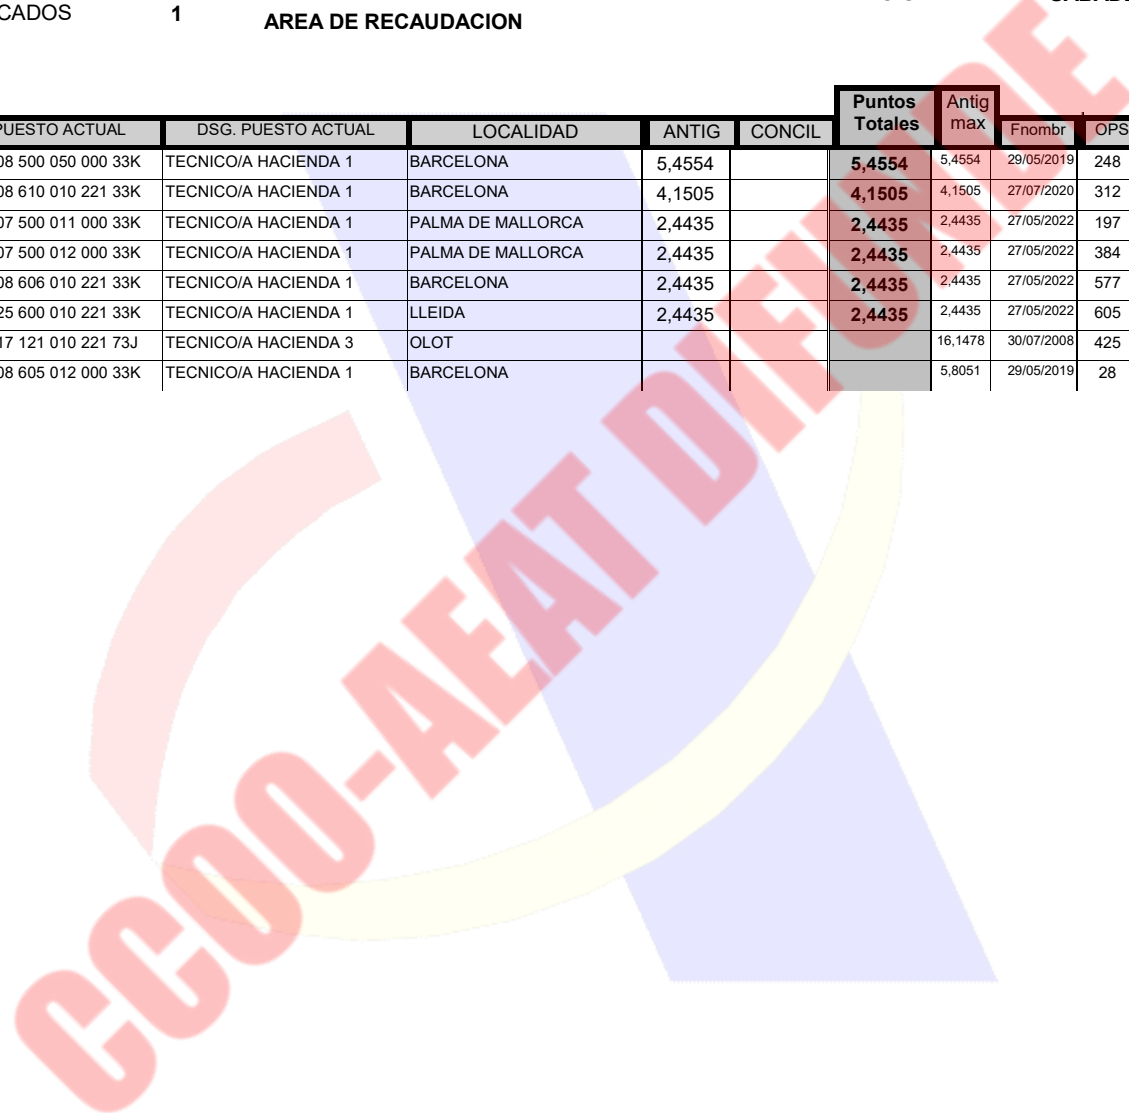 CADOS 1 AREA DE RECAUDACION
Puntos Totales Antig max
PUESTO ACTUAL DSG. PUESTO ACTUAL LOCALIDAD ANTIG CONCIL Fnombr OPS
08 500 050 000 33K TECNICO/A HACIENDA 1 BARCELONA 5,4554 5,4554 5,4554 29/05/2019 248
08 610 010 221 33K TECNICO/A HACIENDA 1 BARCELONA 4,1505 4,1505 4,1505 27/07/2020 312
07 500 011 000 33K TECNICO/A HACIENDA 1 PALMA DE MALLORCA 2,4435 2,4435 2,4435 27/05/2022 197
07 500 012 000 33K TECNICO/A HACIENDA 1 PALMA DE MALLORCA 2,4435 2,4435 2,4435 27/05/2022 384
08 606 010 221 33K TECNICO/A HACIENDA 1 BARCELONA 2,4435 2,4435 2,4435 27/05/2022 577
25 600 010 221 33K TECNICO/A HACIENDA 1 LLEIDA 2,4435 2,4435 2,4435 27/05/2022 605
17 121 010 221 73J TECNICO/A HACIENDA 3 OLOT 16,1478 30/07/2008 425
08 605 012 000 33K TECNICO/A HACIENDA 1 BARCELONA 5,8051 29/05/2019 28
CCOO-AEAT DIFUNDE